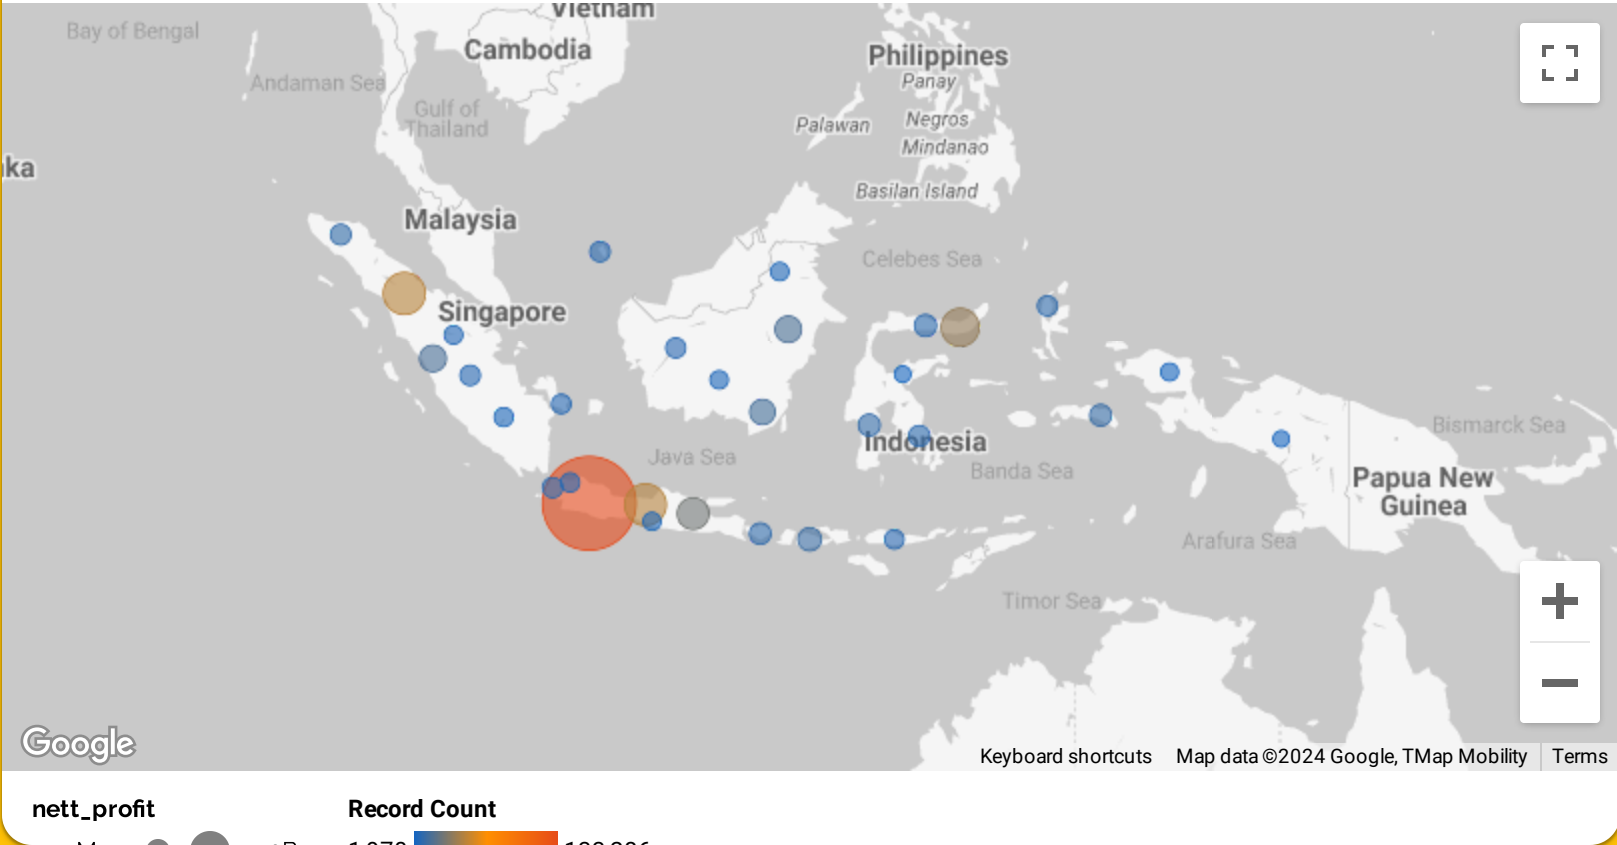 Vietnam
Bay of Bengal
Cambodia
Philippines
Andaman Sea
Panay
Gulf of
Thailand
Palawan
Negros
Mindanao
Basilan Island
Malaysia
Celebes Sea
Singapore
Indonesia
Java Sea
Banda Sea
Bismarck Sea
Papua New
Guinea
Arafura Sea
Timor Sea
Google
Keyboard shortcuts
Map data ©2024 Google, TMap Mobility
Terms
nett_profit
Record Count